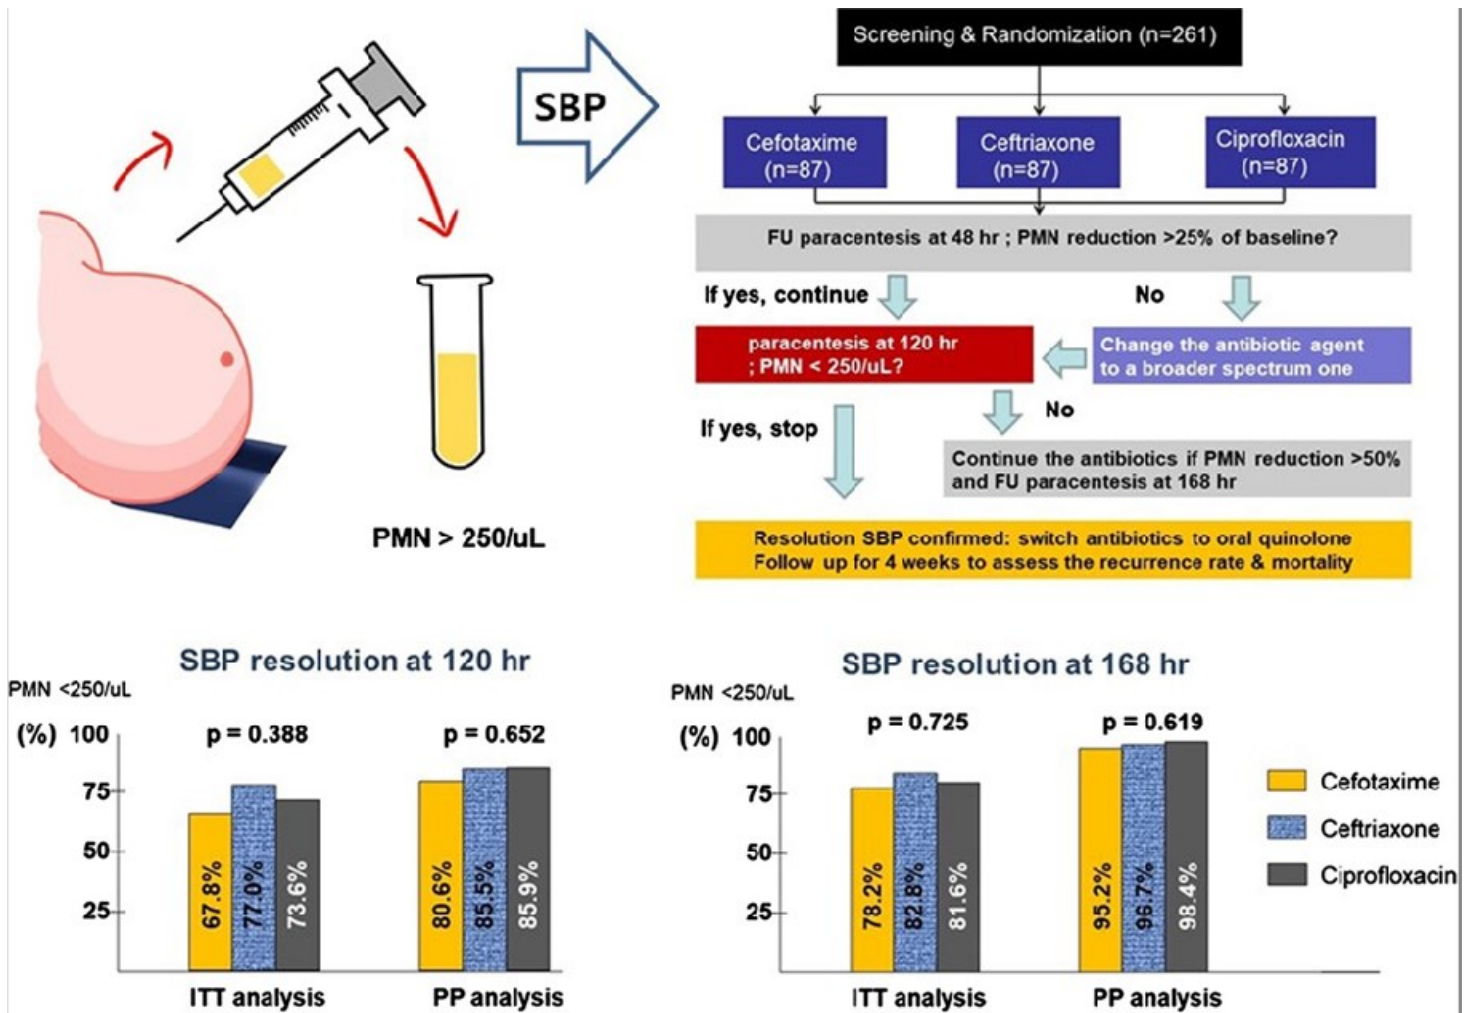 SBP
PMN > 250/uL
Screening & Randomization (n=261)
Cefotaxime
(n=87)
Ceftriaxone
(n=87)
Ciprofloxacin
(n=87)
FU paracentesis at 48 hr ; PMN reduction >25% of baseline?
If yes, continue
No
paracentesis at 120 hr
; PMN < 250/uL?
Change the antibiotic agent
to a broader spectrum one
If yes, stop
No
Continue the antibiotics if PMN reduction >50%
and FU paracentesis at 168 hr
Resolution SBP confirmed: switch antibiotics to oral quinolone
Follow up for 4 weeks to assess the recurrence rate & mortality
SBP resolution at 120 hr
PMN <250/uL
(%)
100
75
50
25
p = 0.388
p = 0.652
67.8%
77.0%
73.6%
80.6%
85.5%
85.9%
ITT analysis
PP analysis
SBP resolution at 168 hr
PMN <250/uL
(%)
100
75
50
25
p = 0.725
p = 0.619
78.2%
82.8%
81.6%
95.2%
96.7%
98.4%
ITT analysis
PP analysis
Cefotaxime
Ceftriaxone
Ciprofloxacin